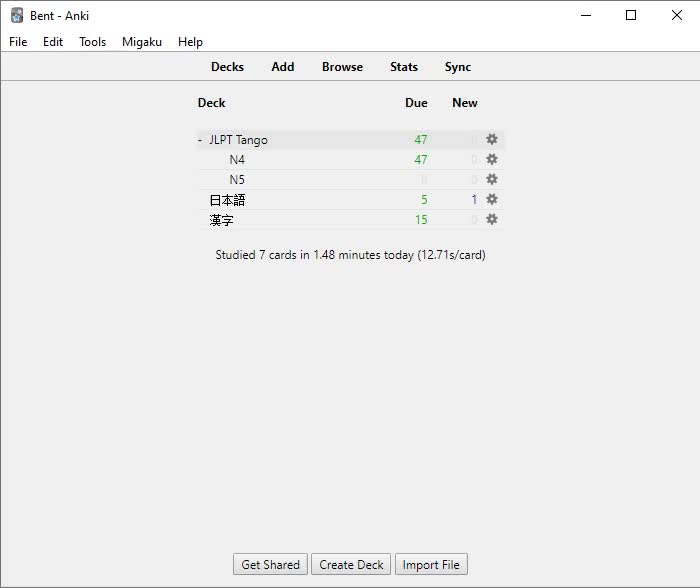 Bent - Anki
File Edit Tools Migaku Help
Decks Add Browse Stats Sync
Deck Due New
- JLPT Tango 47 0
N4 47 0
N5 0 0
日本語 5 1
漢字 15 0
Studied 7 cards in 1.48 minutes today (12.71s/card)
Get Shared Create Deck Import File